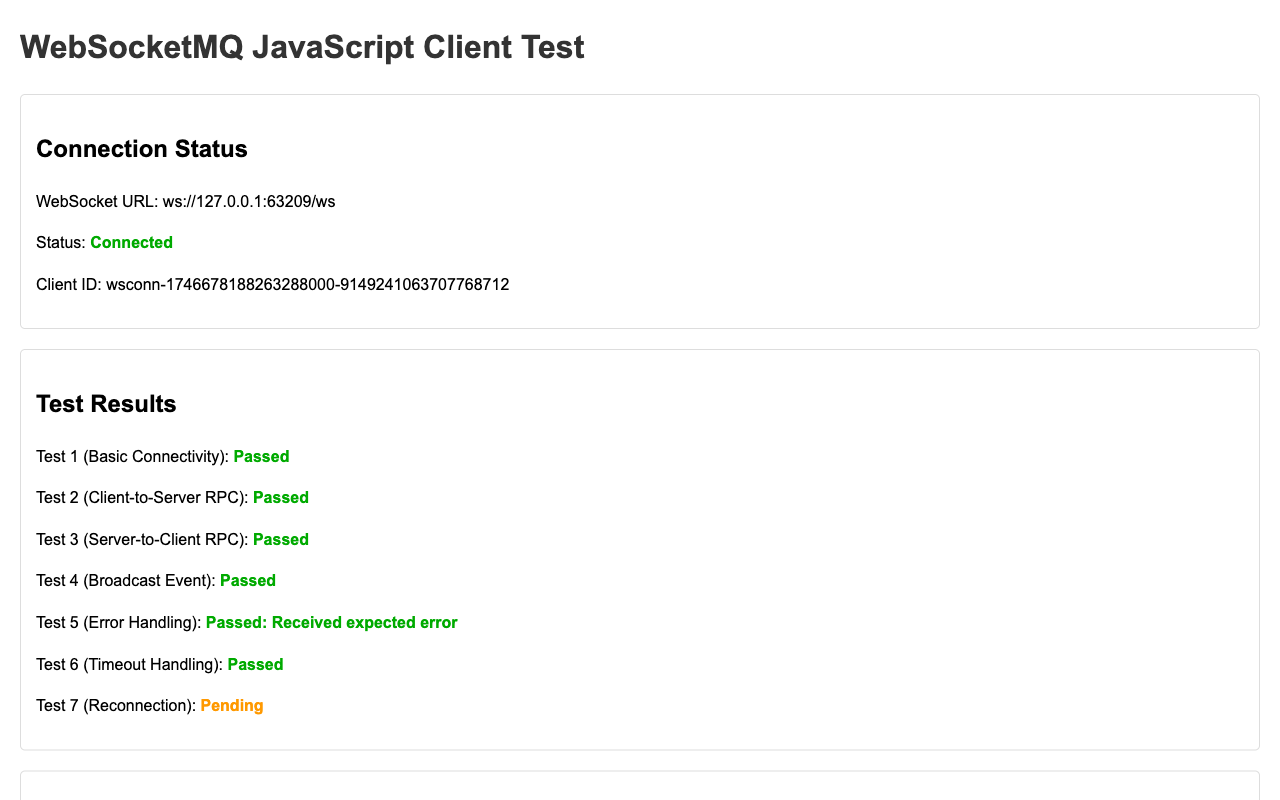 WebSocketMQ JavaScript Client Test
Connection Status
WebSocket URL: ws://127.0.0.1:63209/ws
Status: Connected
Client ID: wsconn-1746678188263288000-9149241063707768712
Test Results
Test 1 (Basic Connectivity): Passed
Test 2 (Client-to-Server RPC): Passed
Test 3 (Server-to-Client RPC): Passed
Test 4 (Broadcast Event): Passed
Test 5 (Error Handling): Passed: Received expected error
Test 6 (Timeout Handling): Passed
Test 7 (Reconnection): Pending